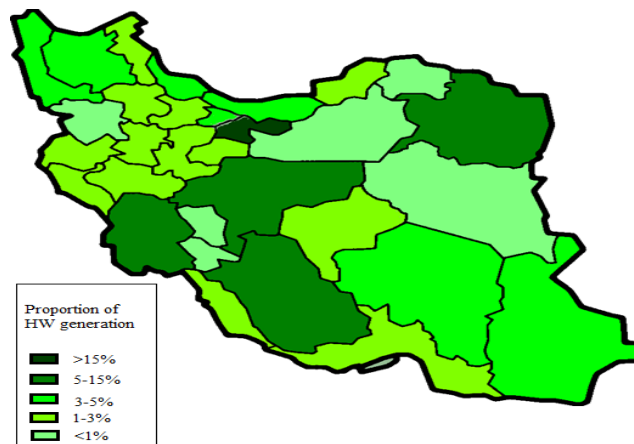 Proportion of
HW generation
>15%
5-15%
3-5%
1-3%
<1%